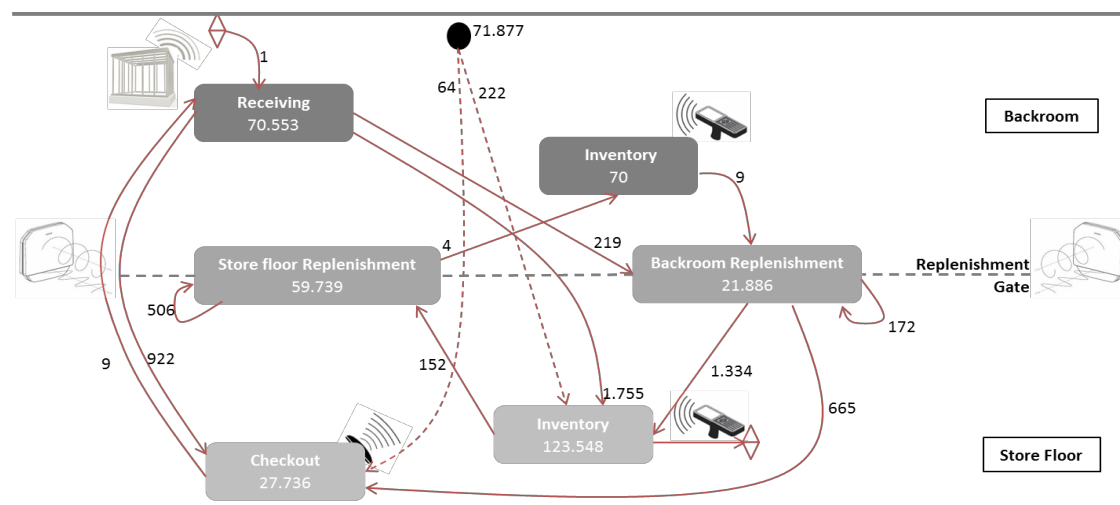 71.877
1
64
222
Receiving
70.553
Backroom
Inventory
70
9
4
219
Store floor Replenishment
59.739
Backroom Replenishment
21.886
Replenishment
Gate
506
172
9
922
152
1.755
1.334
665
Inventory
123.548
Checkout
27.736
Store Floor